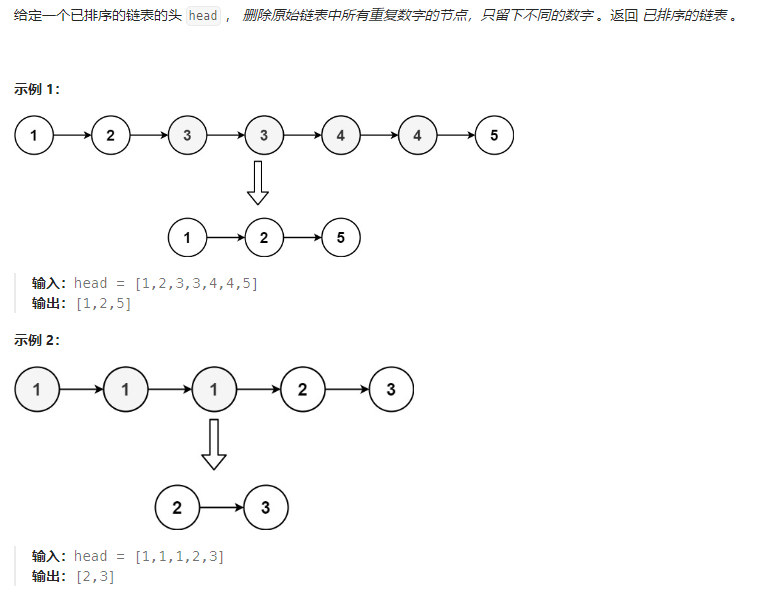 给定一个已排序的链表的头 head ， 删除原始链表中所有重复数字的节点，只留下不同的数字 。返回 已排序的链表 。
示例 1：
1 2 3 3 4 4 5
1 2 5
输入：head = [1,2,3,3,4,4,5]
输出：[1,2,5]
示例 2：
1 1 1 2 3
2 3
输入：head = [1,1,1,2,3]
输出：[2,3]